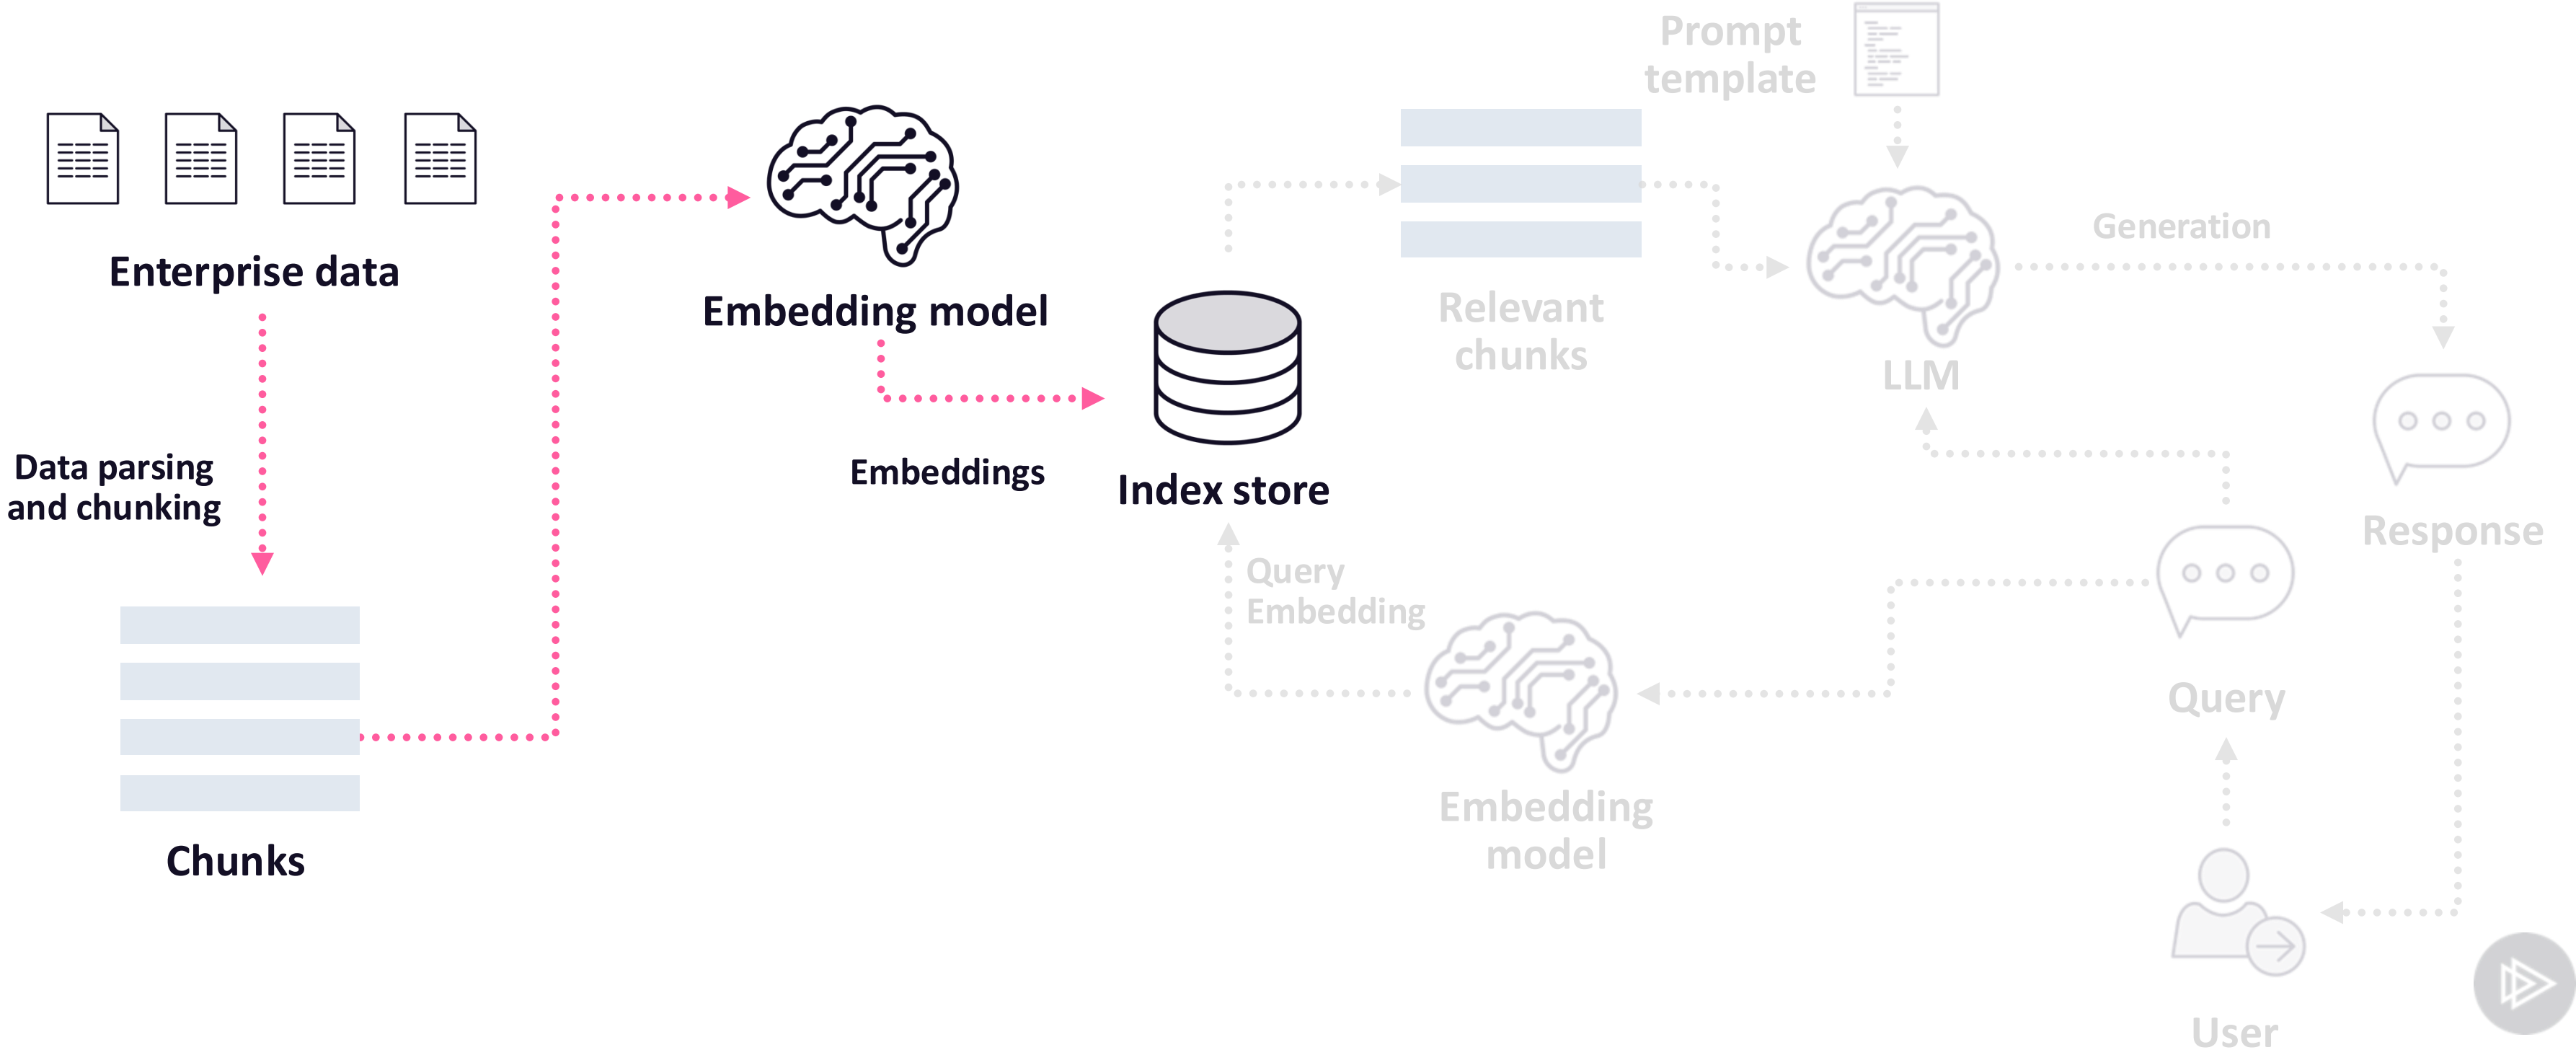 Prompt
template
Enterprise data
Embedding model
Generation
Relevant
chunks
LLM
Data parsing
and chunking
Embeddings
Index store
Response
Query
Embedding
Query
Embedding
model
Chunks
User